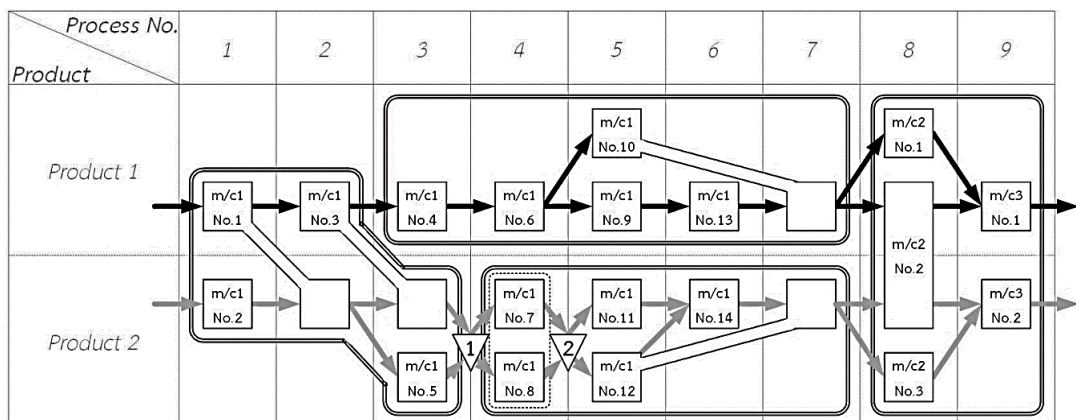 Process No.
Product
1 2 3 4 5 6 7 8 9
Product 1
m/c1
No.10
m/c2
No.1
m/c1
No.1
m/c1
No.3
m/c1
No.4
m/c1
No.6
m/c1
No.9
m/c1
No.13
m/c3
No.1
m/c2
No.2
Product 2
m/c1
No.2
m/c1
No.7
m/c1
No.11
m/c1
No.14
m/c3
No.2
1
2
m/c1
No.5
m/c1
No.8
m/c1
No.12
m/c2
No.3